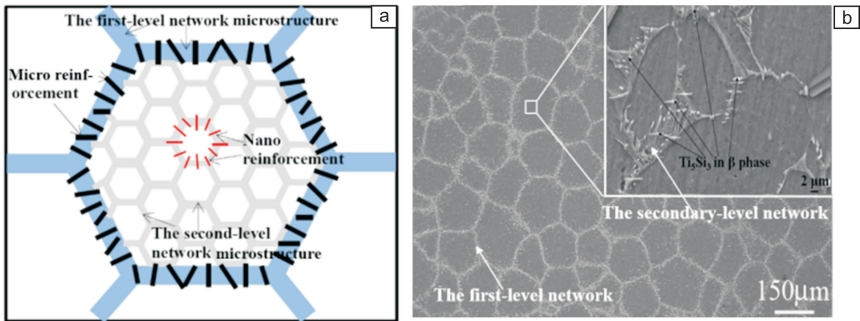 a
The first-level network microstructure
Micro reinf-
orcement
Nano
reinforcement
The second-level
network microstructure
b
Ti₅Si₃ in β phase
2 μm
The secondary-level network
The first-level network
150μm